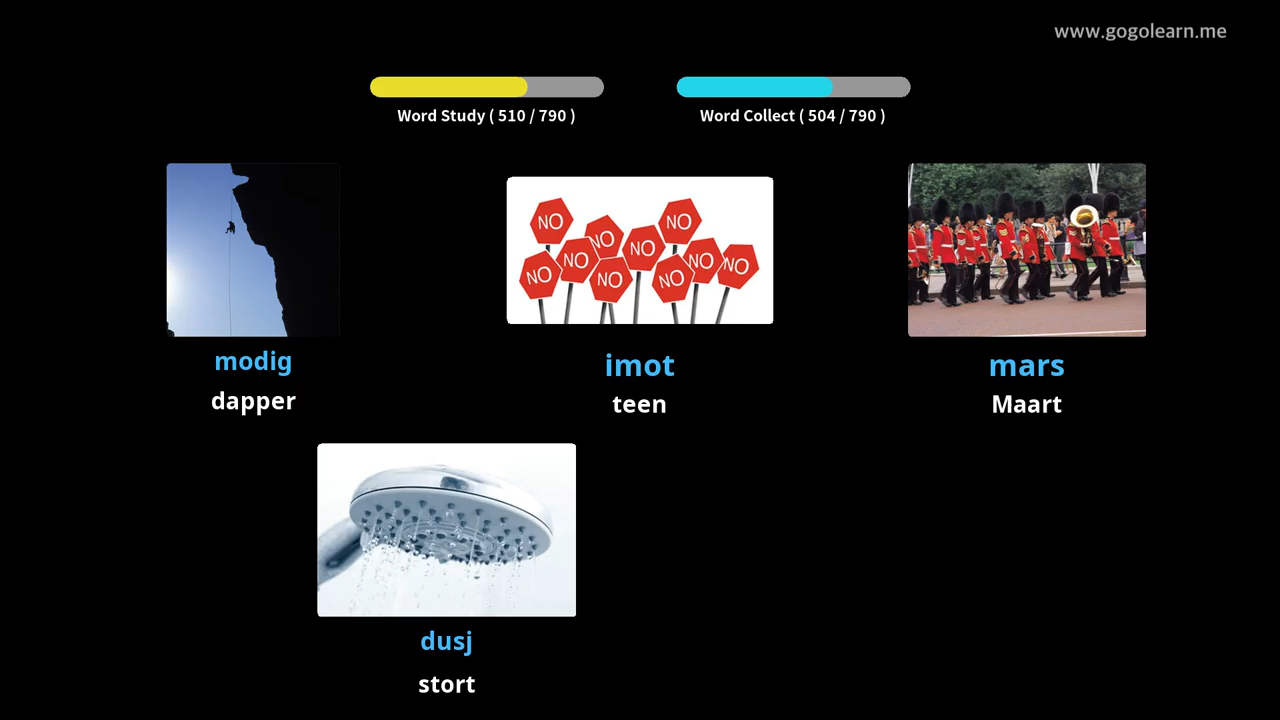 www.gogolearn.me
Word Study ( 510 / 790 )
Word Collect ( 504 / 790 )
NO NO NO NO NO NO NO NO NO NO
modig
dapper
imot
teen
mars
Maart
dusj
stort